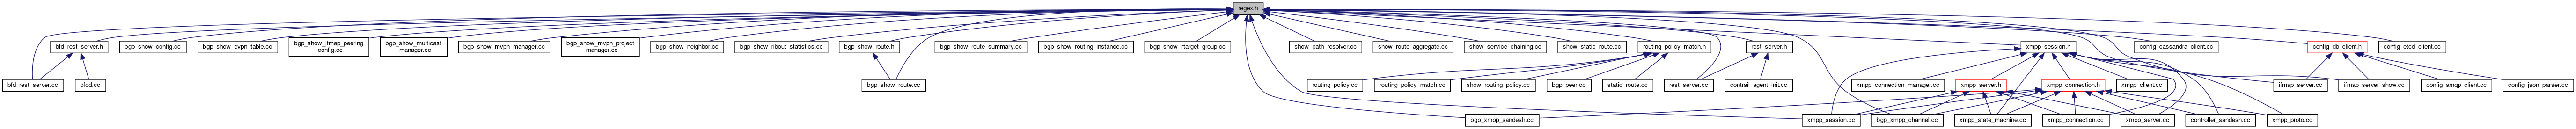 regex.h
bfd_rest_server.h
bgp_show_config.cc
bgp_show_evpn_table.cc
bgp_show_ifmap_peering
_config.cc
bgp_show_multicast
_manager.cc
bgp_show_mvpn_manager.cc
bgp_show_mvpn_project
_manager.cc
bgp_show_neighbor.cc
bgp_show_ribout_statistics.cc
bgp_show_route.h
bgp_show_route_summary.cc
bgp_show_routing_instance.cc
bgp_show_rtarget_group.cc
show_path_resolver.cc
show_route_aggregate.cc
show_service_chaining.cc
show_static_route.cc
routing_policy_match.h
rest_server.h
xmpp_session.h
config_cassandra_client.cc
config_db_client.h
config_etcd_client.cc
bfd_rest_server.cc
bfdd.cc
bgp_show_route.cc
routing_policy.cc
routing_policy_match.cc
show_routing_policy.cc
bgp_peer.cc
static_route.cc
rest_server.cc
contrail_agent_init.cc
xmpp_connection_manager.cc
xmpp_server.h
xmpp_connection.h
xmpp_client.cc
ifmap_server.cc
ifmap_server_show.cc
config_amqp_client.cc
config_json_parser.cc
bgp_xmpp_sandesh.cc
xmpp_session.cc
bgp_xmpp_channel.cc
xmpp_state_machine.cc
xmpp_connection.cc
xmpp_server.cc
controller_sandesh.cc
xmpp_proto.cc